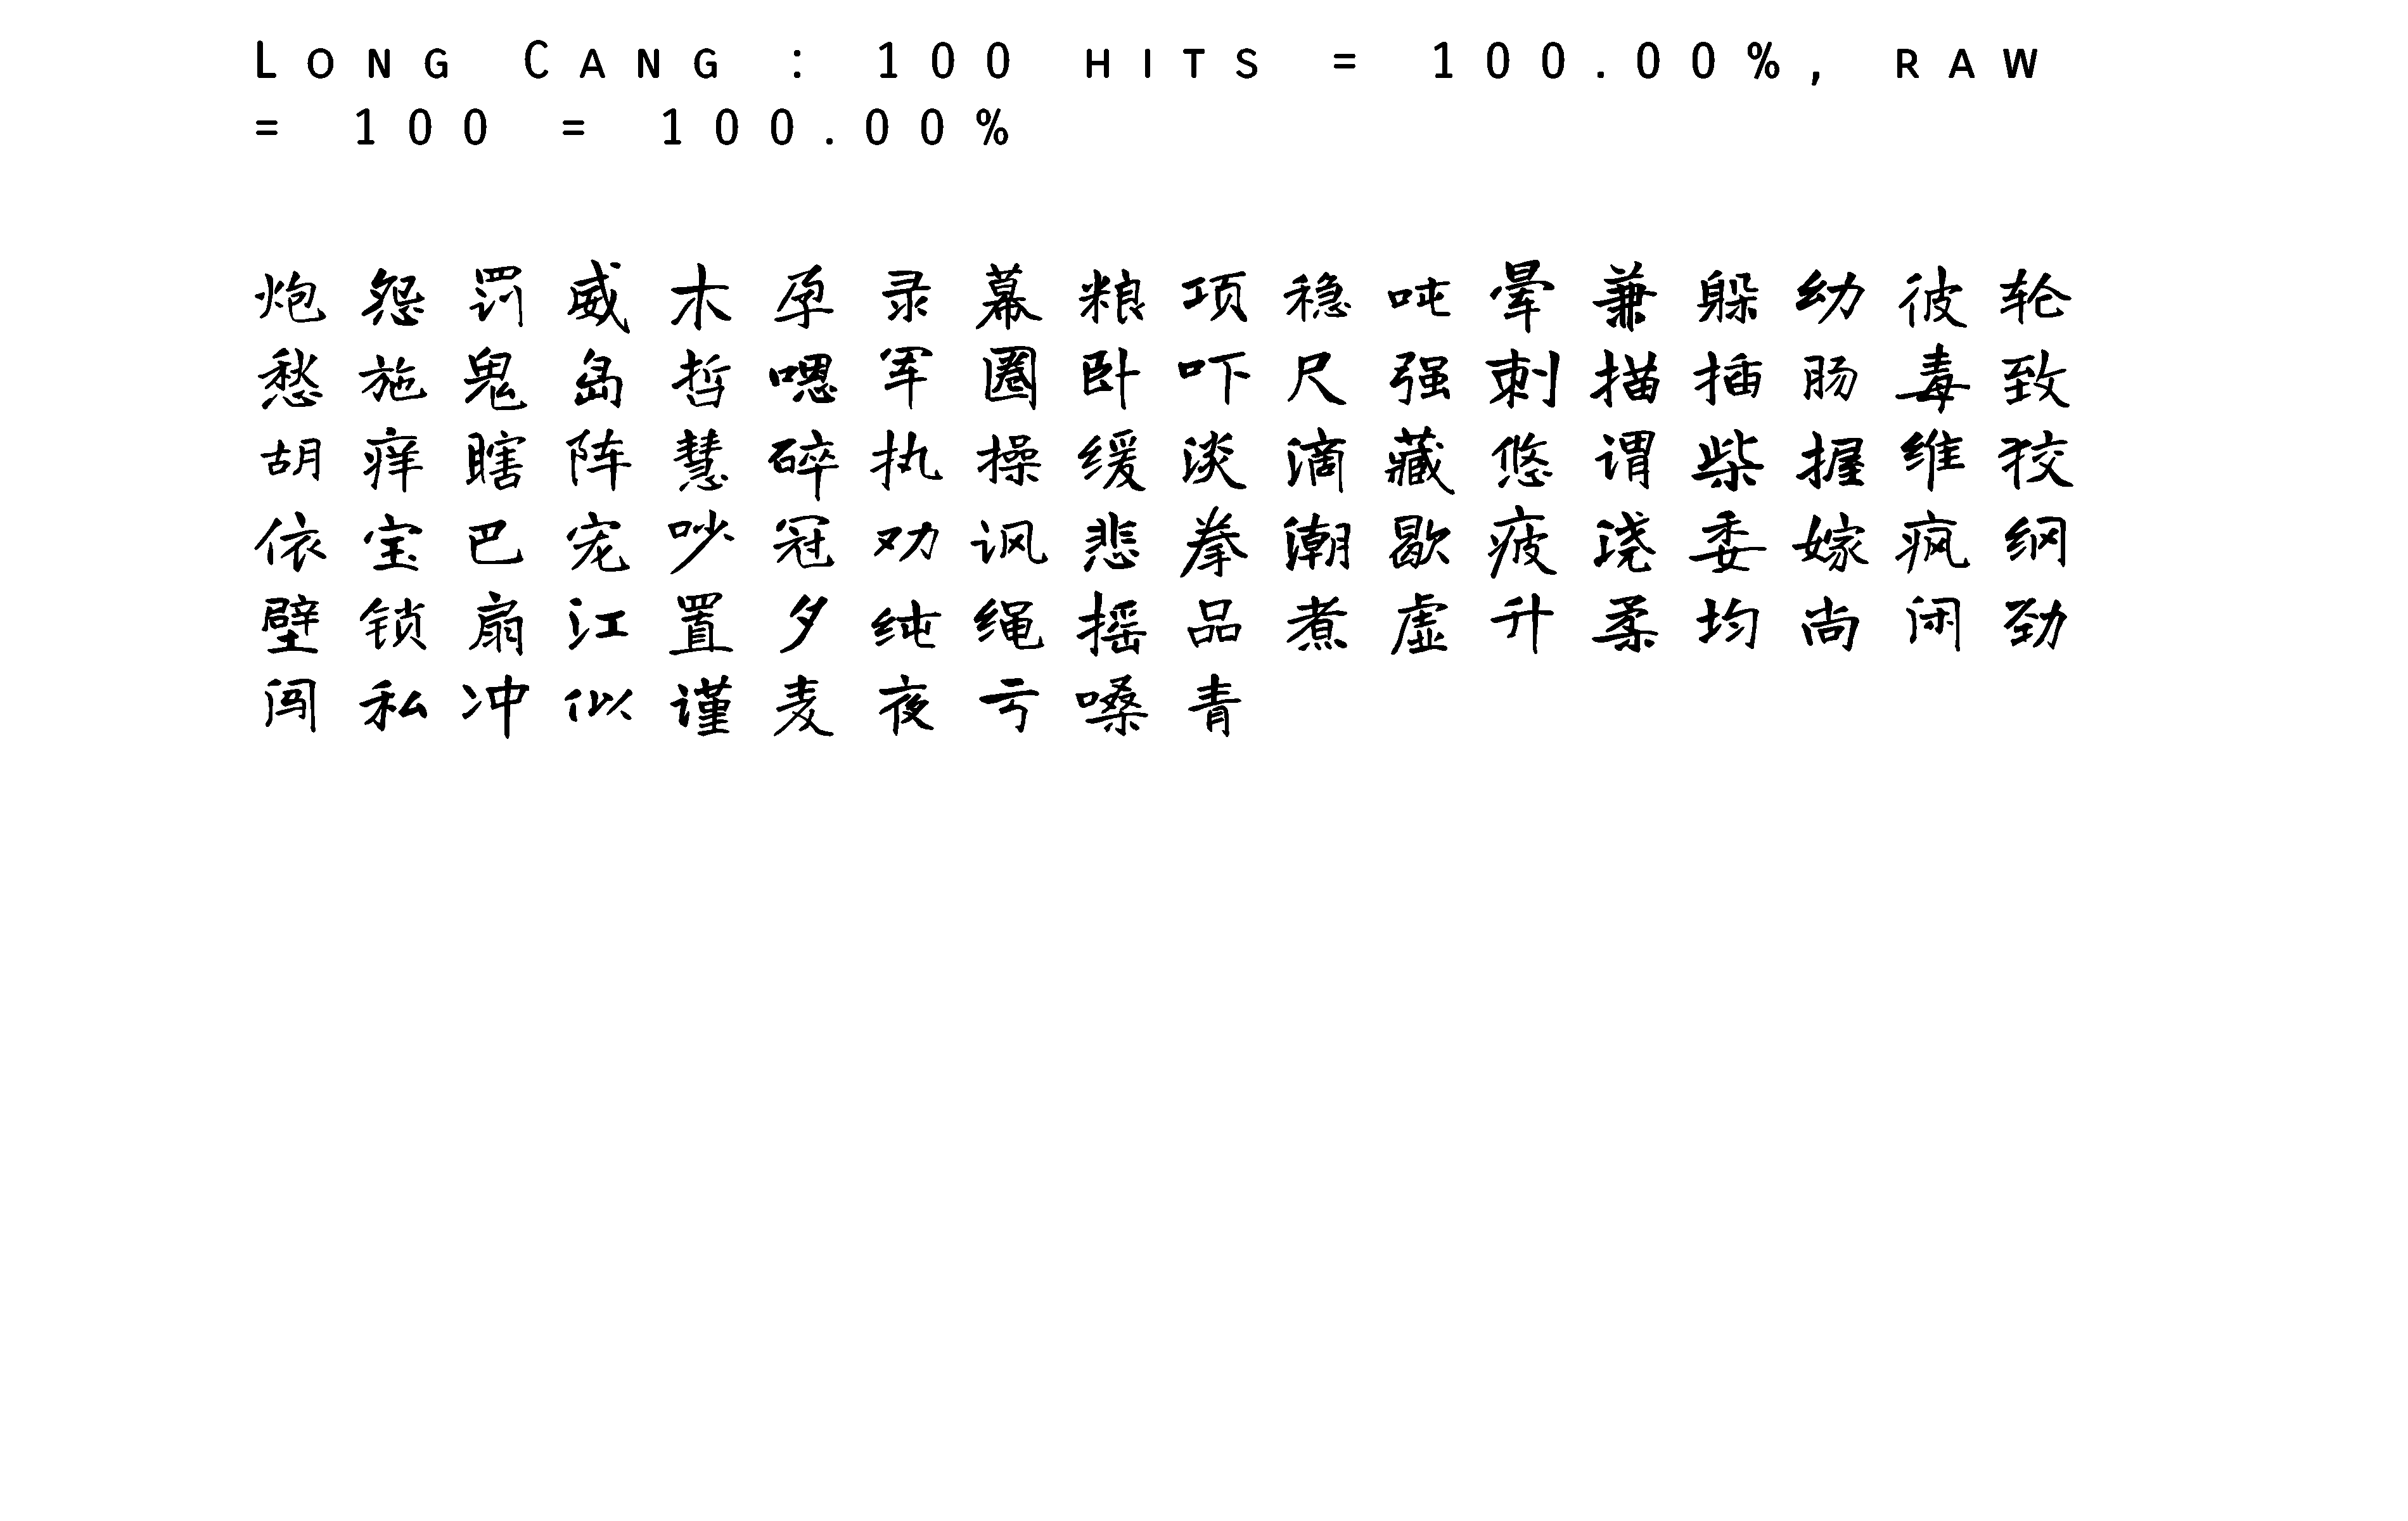 Long Cang : 100 hits = 100.00%, raw
= 100 = 100.00%
炮怨罚威木孕录幕粮项稳吨晕兼躲幼彼轮
愁施鬼岛哲嗯军圈卧吓尺强刺描插肠毒致
胡痒瞎阵慧碎执操缓淡滴藏悠谓柴握维狡
依宝巴宠吵冠劝讽悲拳潮歇疲浇委嫁疯纲
壁锁扇江置夕纯绳摇品煮虚升柔均尚闭劲
闯私冲似谨麦夜亏嗓青